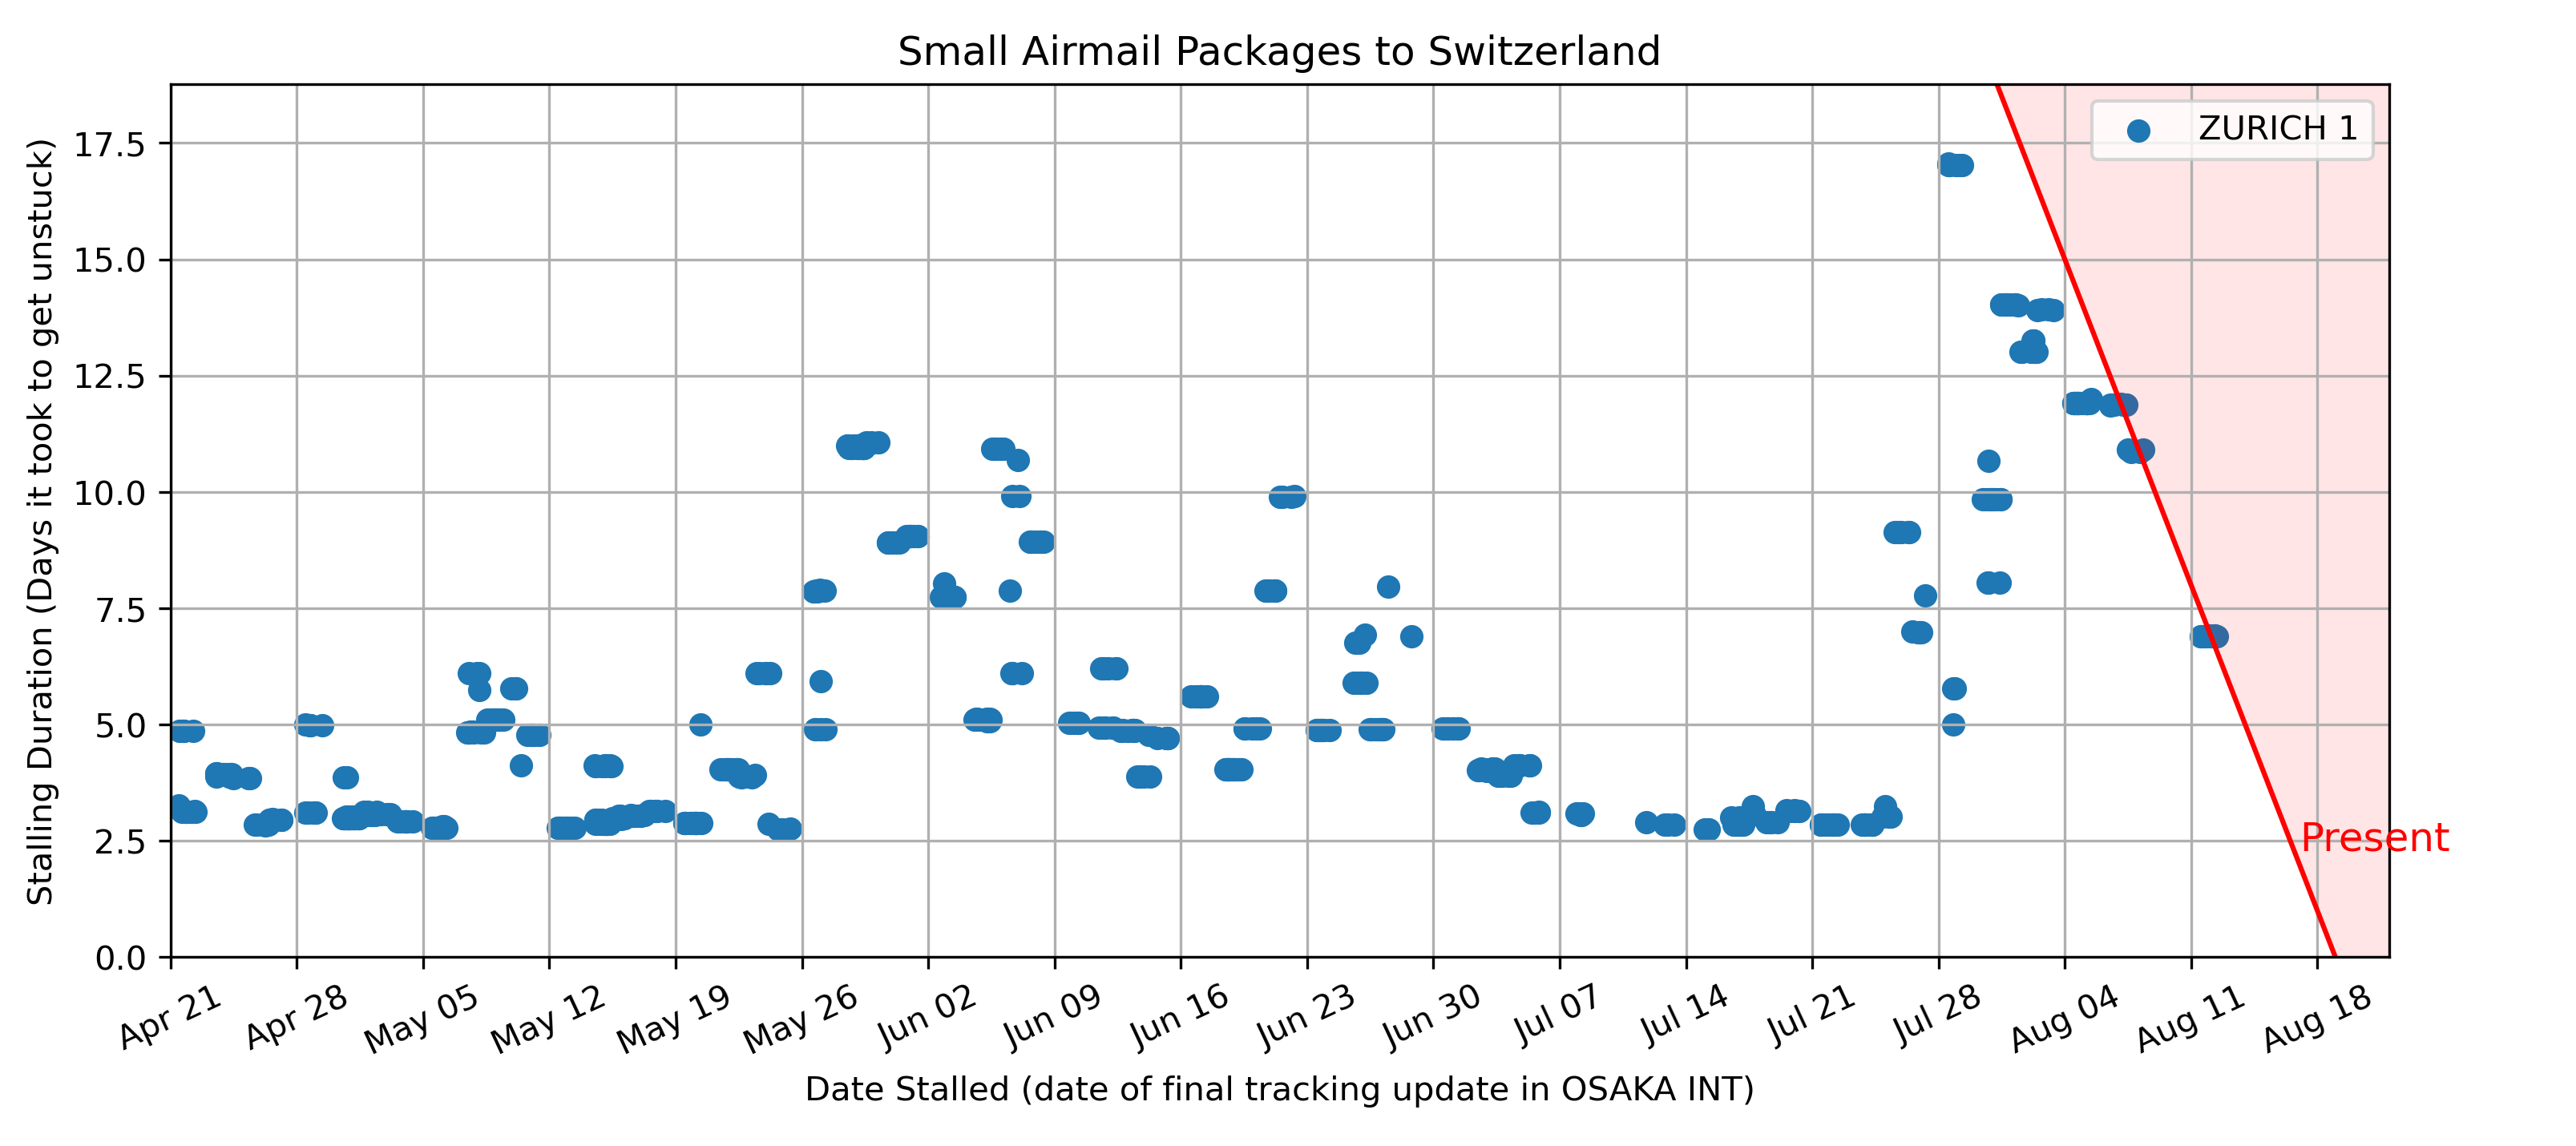 Small Airmail Packages to Switzerland
ZURICH 1
17.5
15.0
12.5
10.0
7.5
5.0
2.5
0.0
Stalling Duration (Days it took to get unstuck)
Present
Apr 21
Apr 28
May 05
May 12
May 19
May 26
Jun 02
Jun 09
Jun 16
Jun 23
Jun 30
Jul 07
Jul 14
Jul 21
Jul 28
Aug 04
Aug 11
Aug 18
Date Stalled (date of final tracking update in OSAKA INT)